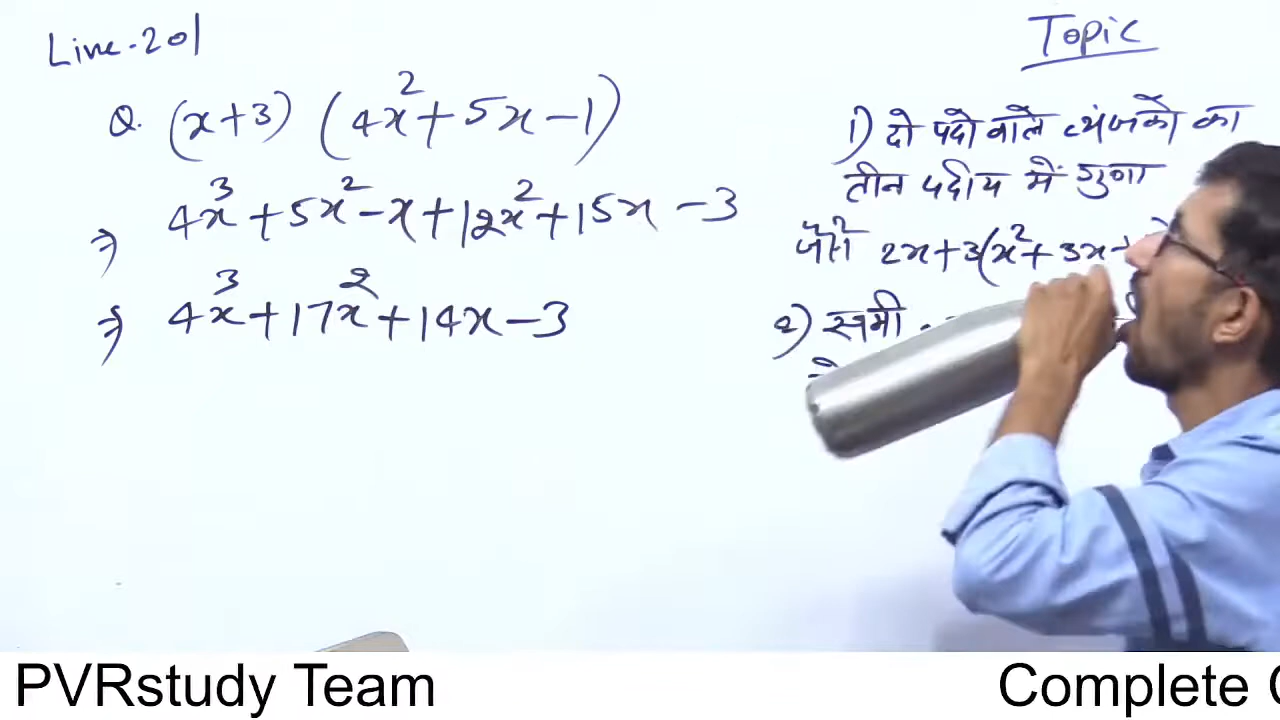 Line-201
Q. (x+3) (4x²+5x-1)
⇒ 4x³+5x²-x+12x²+15x-3
⇒ 4x³+17x²+14x-3
Topic
1) दो पदो वाले व्यंजको का
तीन पदीय में गुणा
2x+3(x²+3x+
2) सभी
PVRstudy Team
Complete